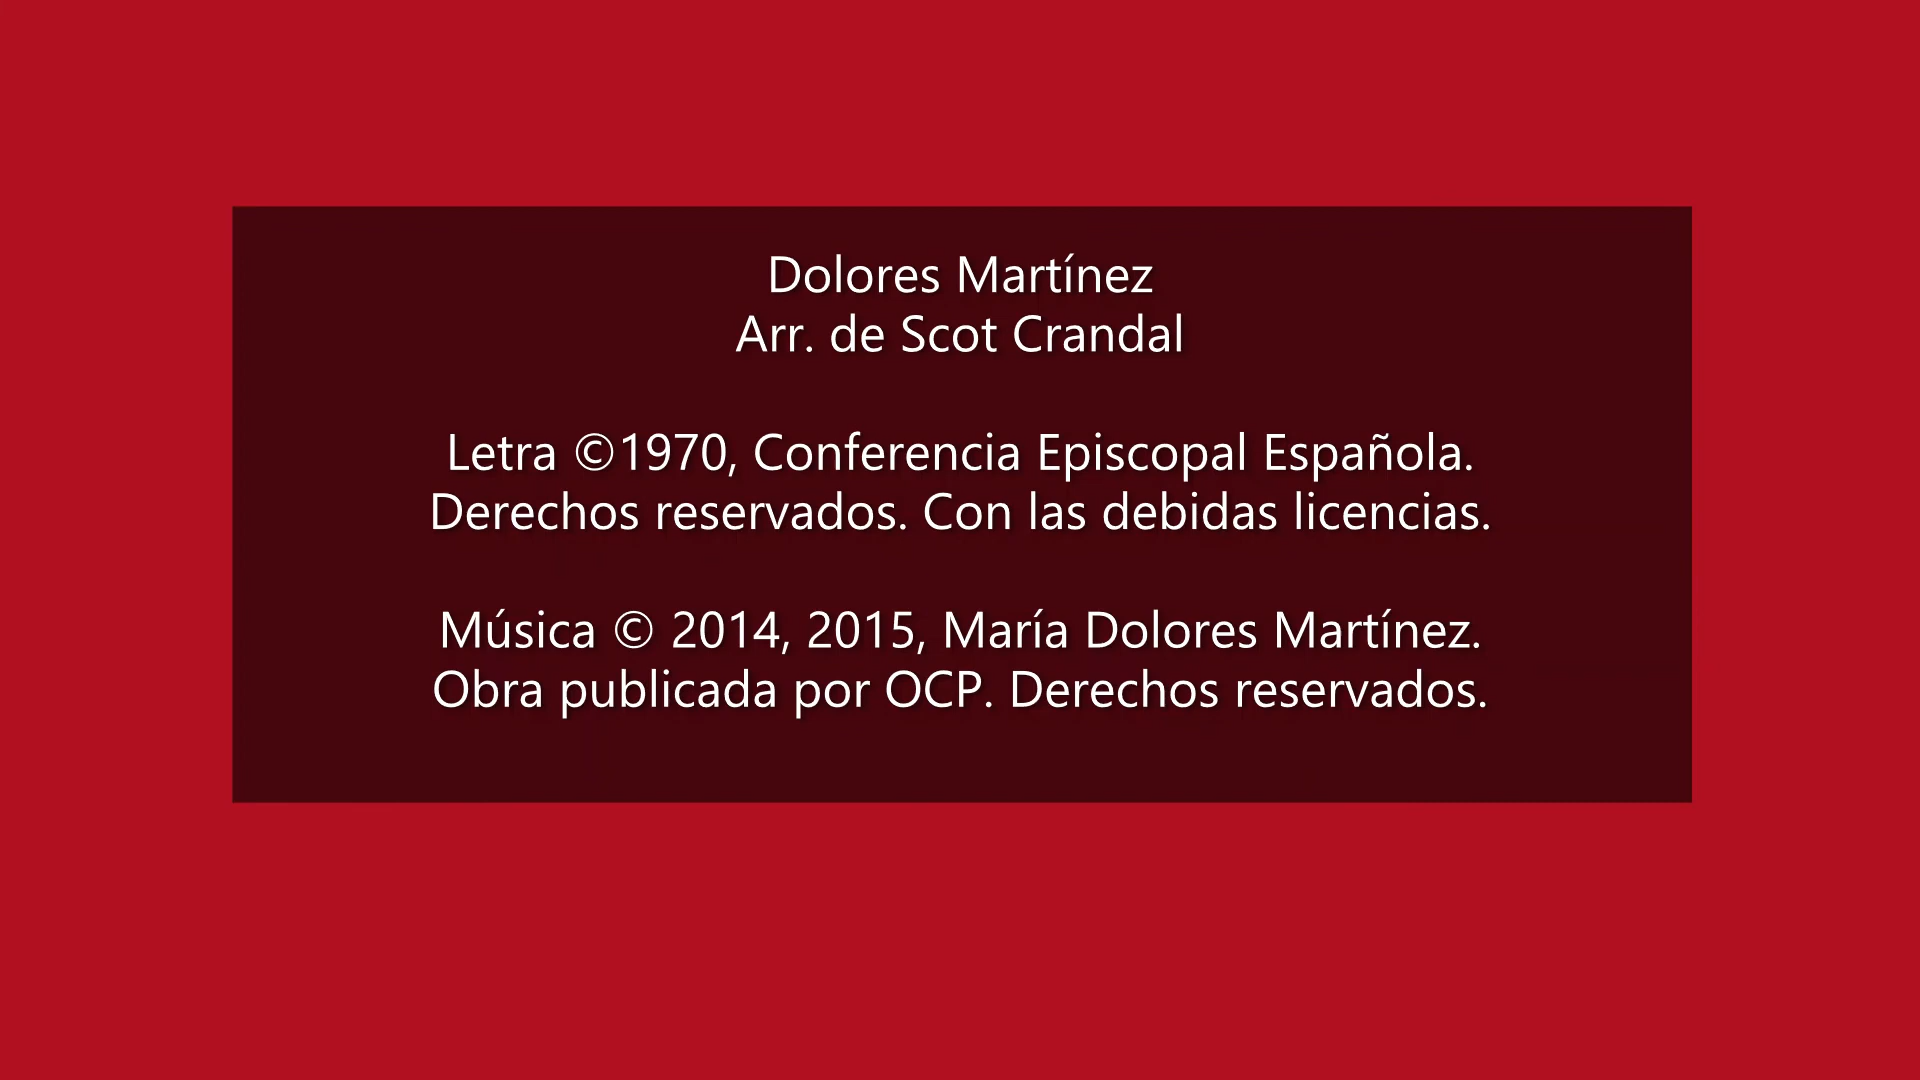 Dolores Martínez
Arr. de Scot Crandal
Letra ©1970, Conferencia Episcopal Española.
Derechos reservados. Con las debidas licencias.
Música © 2014, 2015, María Dolores Martínez.
Obra publicada por OCP. Derechos reservados.